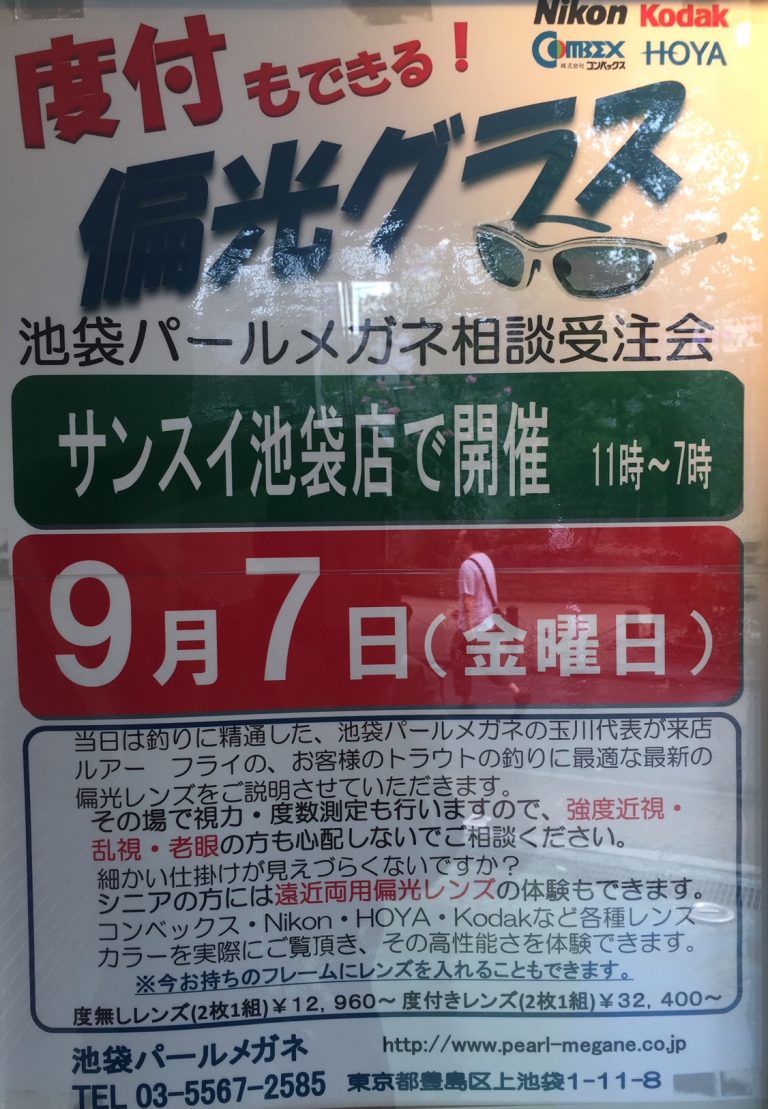 Nikon Kodak
COMBEX HOYA
株式会社 コンベックス
度付もできる！
偏光グラス
池袋パールメガネ相談受注会
サンスイ池袋店で開催 11時～7時
9月7日（金曜日）
当日は釣りに精通した、池袋パールメガネの玉川代表が来店
ルアー フライの、お客様のトラウトの釣りに最適な最新の
偏光レンズをご説明させていただきます。
その場で視力・度数測定も行いますので、強度近視・
乱視・老眼の方も心配しないでご相談ください。
細かい仕掛けが見えづらくないですか？
シニアの方には遠近両用偏光レンズの体験もできます。
コンベックス・Nikon・HOYA・Kodakなど各種レンズ
カラーを実際にご覧頂き、その高性能さを体験できます。
※今お持ちのフレームにレンズを入れることもできます。
度無しレンズ(2枚1組)￥12,960～ 度付きレンズ(2枚1組)￥32,400～
池袋パールメガネ http://www.pearl-megane.co.jp
TEL 03-5567-2585 東京都豊島区上池袋1-11-8